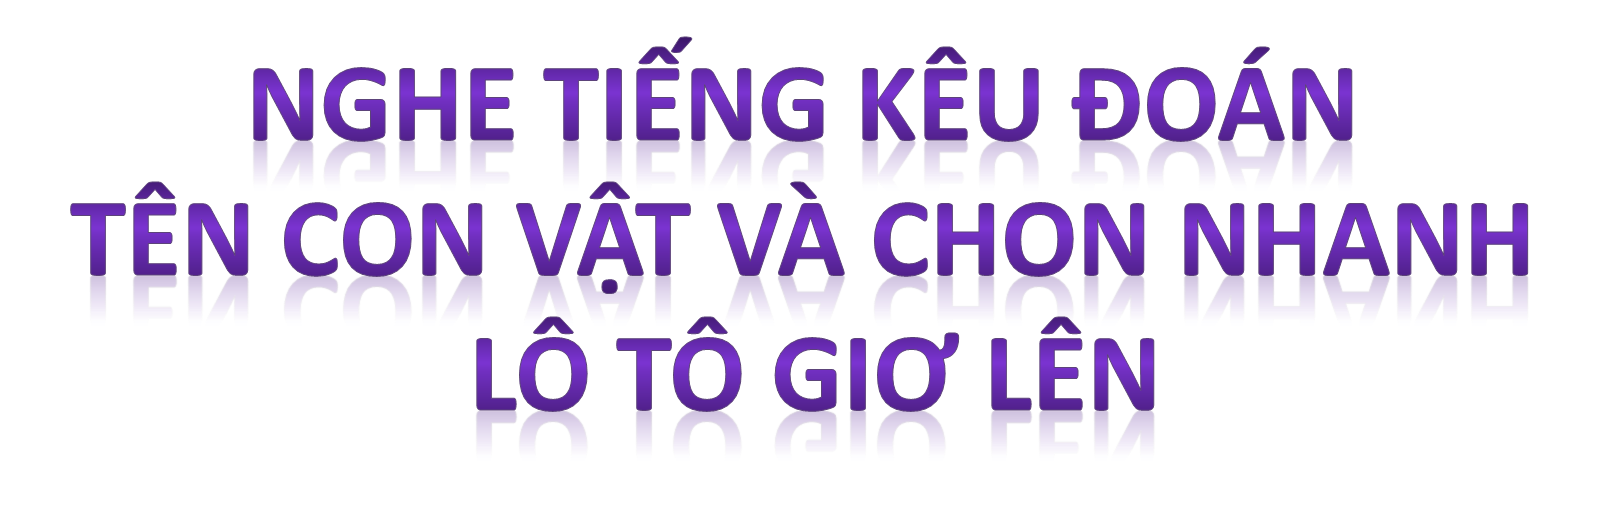 NGHE TIẾNG KÊU ĐOÁN
TÊN CON VẬT VÀ CHON NHANH
LÔ TÔ GIƠ LÊN